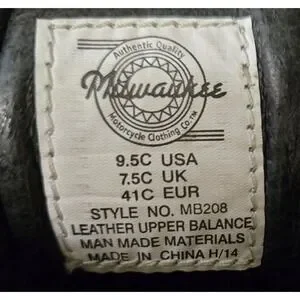 Authentic Quality
Milwaukee
Motorcycle Clothing Co.™
9.5C USA
7.5C UK
41C EUR
STYLE NO. MB208
LEATHER UPPER BALANCE
MAN MADE MATERIALS
MADE IN CHINA H/14